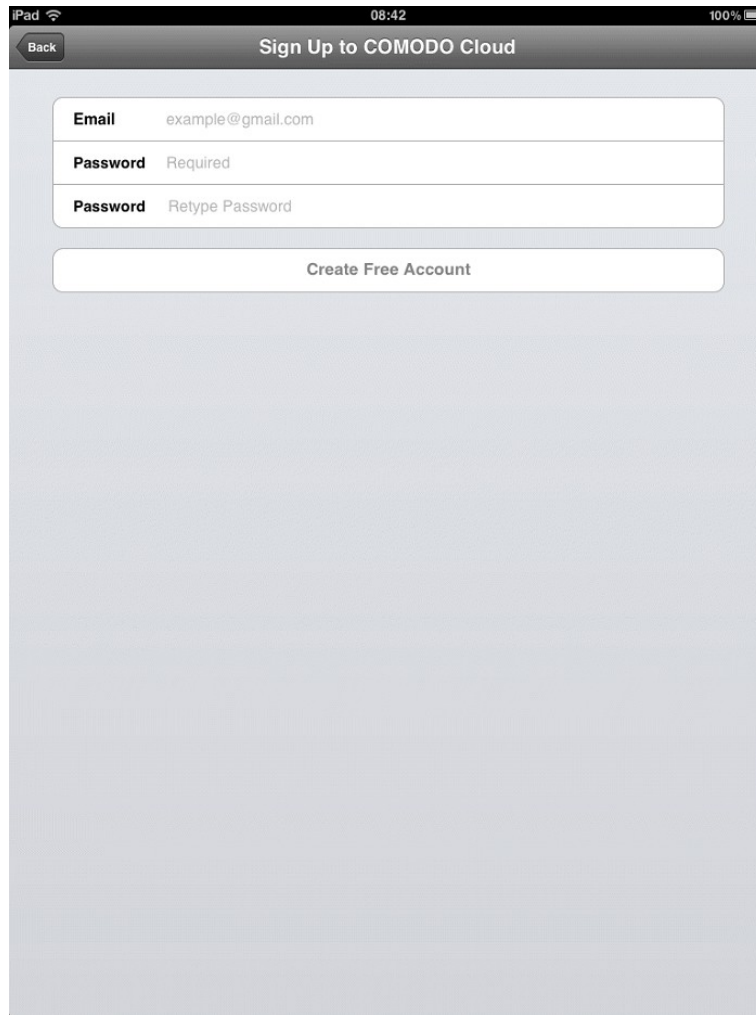 iPad 08:42 100%
Back Sign Up to COMODO Cloud
Email example@gmail.com
Password Required
Password Retype Password
Create Free Account